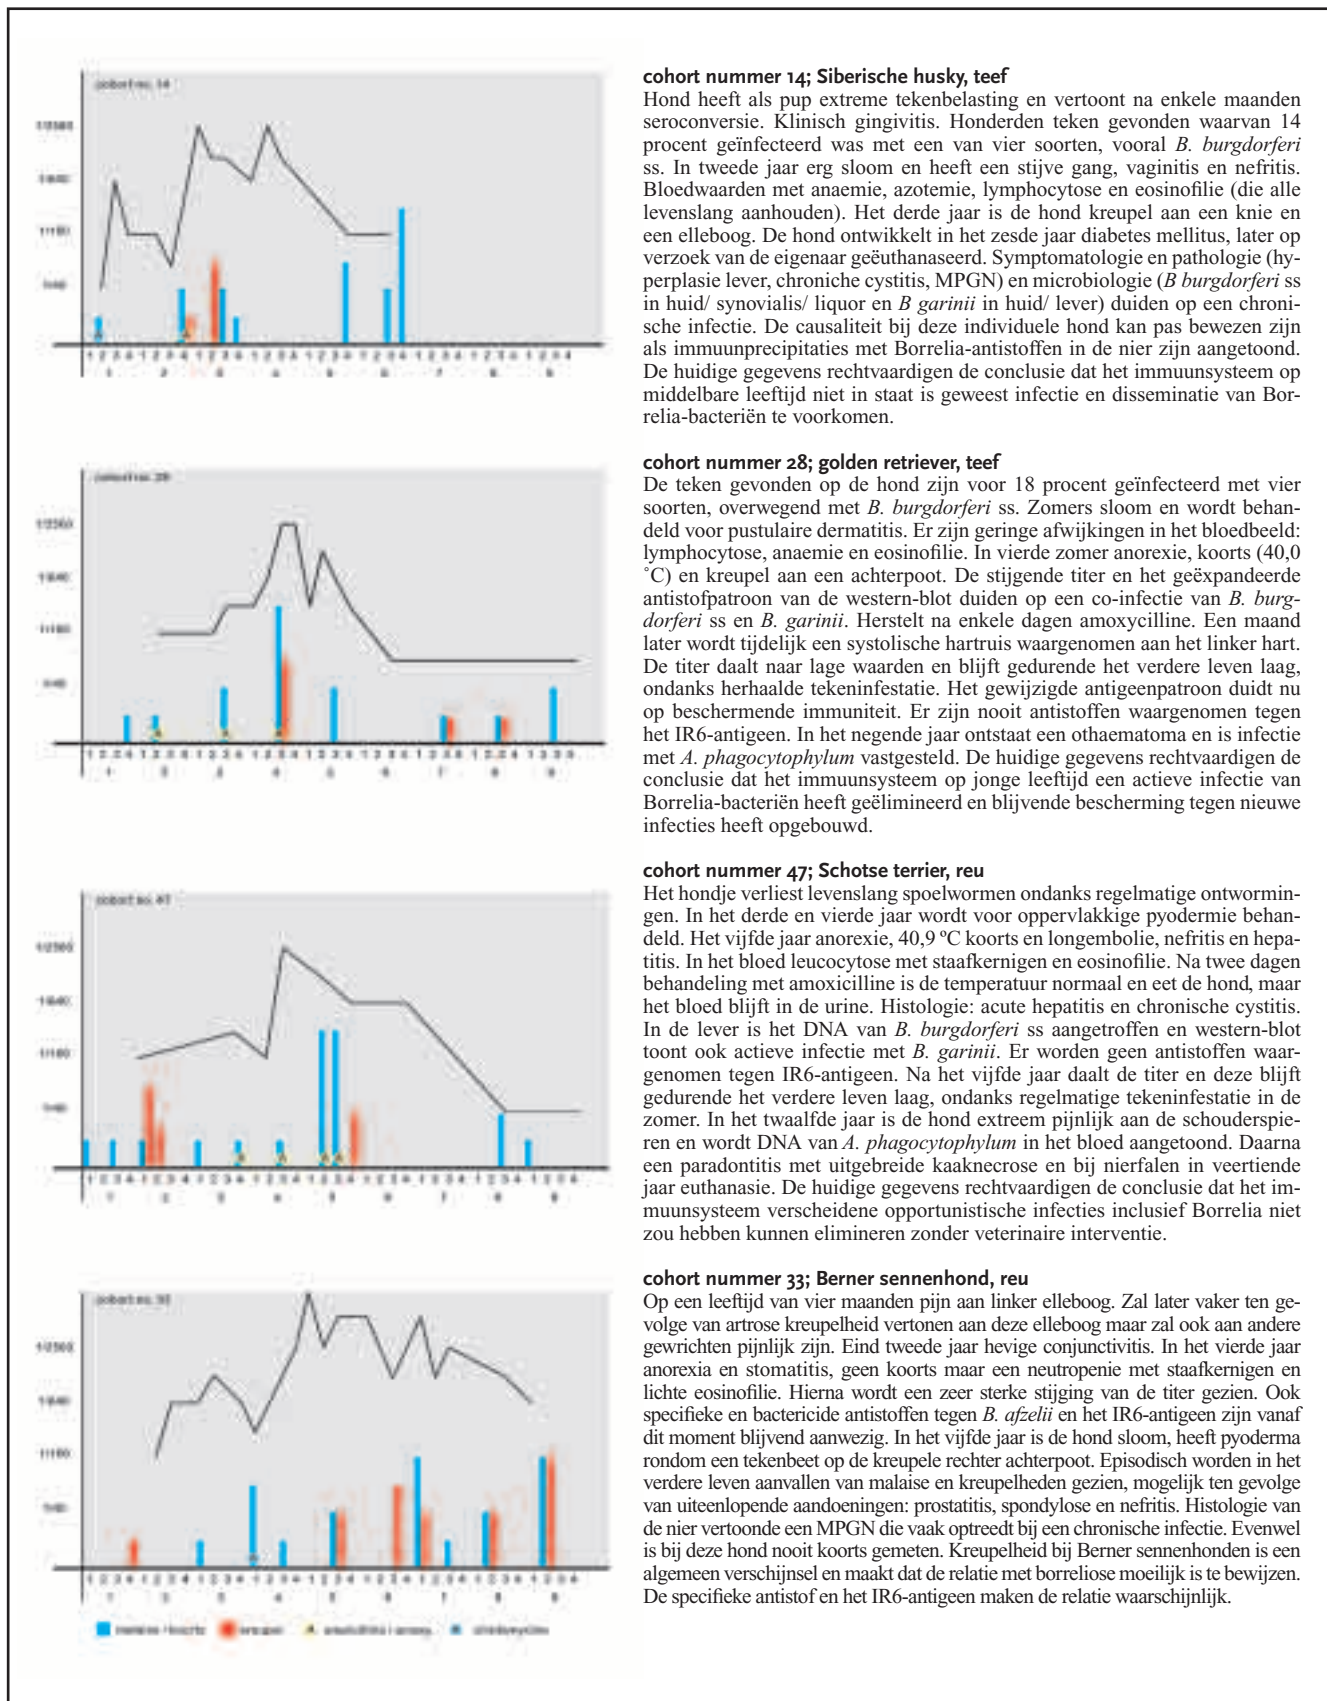 cohort no. 14
cohort nummer 14; Siberische husky, teef
Hond heeft als pup extreme tekenbelasting en vertoont na enkele maanden
seroconversie. Klinisch gingivitis. Honderden teken gevonden waarvan 14
procent geïnfecteerd was met een van vier soorten, vooral B. burgdorferi
ss. In tweede jaar erg sloom en heeft een stijve gang, vaginitis en nefritis.
Bloedwaarden met anaemie, azotemie, lymphocytose en eosinofilie (die alle
levenslang aanhouden). Het derde jaar is de hond kreupel aan een knie en
een elleboog. De hond ontwikkelt in het zesde jaar diabetes mellitus, later op
verzoek van de eigenaar geëuthanaseerd. Symptomatologie en pathologie (hy-
perplasie lever, chroniche cystitis, MPGN) en microbiologie (B burgdorferi ss
in huid/ synovialis/ liquor en B garinii in huid/ lever) duiden op een chroni-
sche infectie. De causaliteit bij deze individuele hond kan pas bewezen zijn
als immuunprecipitaties met Borrelia-antistoffen in de nier zijn aangetoond.
De huidige gegevens rechtvaardigen de conclusie dat het immuunsysteem op
middelbare leeftijd niet in staat is geweest infectie en disseminatie van Bor-
relia-bacteriën te voorkomen.
cohort no. 28
cohort nummer 28; golden retriever, teef
De teken gevonden op de hond zijn voor 18 procent geïnfecteerd met vier
soorten, overwegend met B. burgdorferi ss. Zomers sloom en wordt behan-
deld voor pustulaire dermatitis. Er zijn geringe afwijkingen in het bloedbeeld:
lymphocytose, anaemie en eosinofilie. In vierde zomer anorexie, koorts (40,0
˚C) en kreupel aan een achterpoot. De stijgende titer en het geëxpandeerde
antistofpatroon van de western-blot duiden op een co-infectie van B. burg-
dorferi ss en B. garinii. Herstelt na enkele dagen amoxycilline. Een maand
later wordt tijdelijk een systolische hartruis waargenomen aan het linker hart.
De titer daalt naar lage waarden en blijft gedurende het verdere leven laag,
ondanks herhaalde tekeninfestatie. Het gewijzigde antigeenpatroon duidt nu
op beschermende immuniteit. Er zijn nooit antistoffen waargenomen tegen
het IR6-antigeen. In het negende jaar ontstaat een othaematoma en is infectie
met A. phagocytophylum vastgesteld. De huidige gegevens rechtvaardigen de
conclusie dat het immuunsysteem op jonge leeftijd een actieve infectie van
Borrelia-bacteriën heeft geëlimineerd en blijvende bescherming tegen nieuwe
infecties heeft opgebouwd.
cohort no. 47
cohort nummer 47; Schotse terrier, reu
Het hondje verliest levenslang spoelwormen ondanks regelmatige ontwormin-
gen. In het derde en vierde jaar wordt voor oppervlakkige pyodermie behan-
deld. Het vijfde jaar anorexie, 40,9 ºC koorts en longembolie, nefritis en hepa-
titis. In het bloed leucocytose met staafkernigen en eosinofilie. Na twee dagen
behandeling met amoxicilline is de temperatuur normaal en eet de hond, maar
het bloed blijft in de urine. Histologie: acute hepatitis en chronische cystitis.
In de lever is het DNA van B. burgdorferi ss aangetroffen en western-blot
toont ook actieve infectie met B. garinii. Er worden geen antistoffen waar-
genomen tegen IR6-antigeen. Na het vijfde jaar daalt de titer en deze blijft
gedurende het verdere leven laag, ondanks regelmatige tekeninfestatie in de
zomer. In het twaalfde jaar is de hond extreem pijnlijk aan de schouderspie-
ren en wordt DNA van A. phagocytophylum in het bloed aangetoond. Daarna
een paradontitis met uitgebreide kaaknecrose en bij nierfalen in veertiende
jaar euthanasie. De huidige gegevens rechtvaardigen de conclusie dat het im-
muunsysteem verscheidene opportunistische infecties inclusief Borrelia niet
zou hebben kunnen elimineren zonder veterinaire interventie.
cohort no. 33
cohort nummer 33; Berner sennenhond, reu
Op een leeftijd van vier maanden pijn aan linker elleboog. Zal later vaker ten ge-
volge van artrose kreupelheid vertonen aan deze elleboog maar zal ook aan andere
gewrichten pijnlijk zijn. Eind tweede jaar hevige conjunctivitis. In het vierde jaar
anorexia en stomatitis, geen koorts maar een neutropenie met staafkernigen en
lichte eosinofilie. Hierna wordt een zeer sterke stijging van de titer gezien. Ook
specifieke en bactericide antistoffen tegen B. afzelii en het IR6-antigeen zijn vanaf
dit moment blijvend aanwezig. In het vijfde jaar is de hond sloom, heeft pyoderma
rondom een tekenbeet op de kreupele rechter achterpoot. Episodisch worden in het
verdere leven aanvallen van malaise en kreupelheden gezien, mogelijk ten gevolge
van uiteenlopende aandoeningen: prostatitis, spondylose en nefritis. Histologie van
de nier vertoonde een MPGN die vaak optreedt bij een chronische infectie. Evenwel
is bij deze hond nooit koorts gemeten. Kreupelheid bij Berner sennenhonden is een
algemeen verschijnsel en maakt dat de relatie met borreliose moeilijk is te bewijzen.
De specifieke antistof en het IR6-antigeen maken de relatie waarschijnlijk.